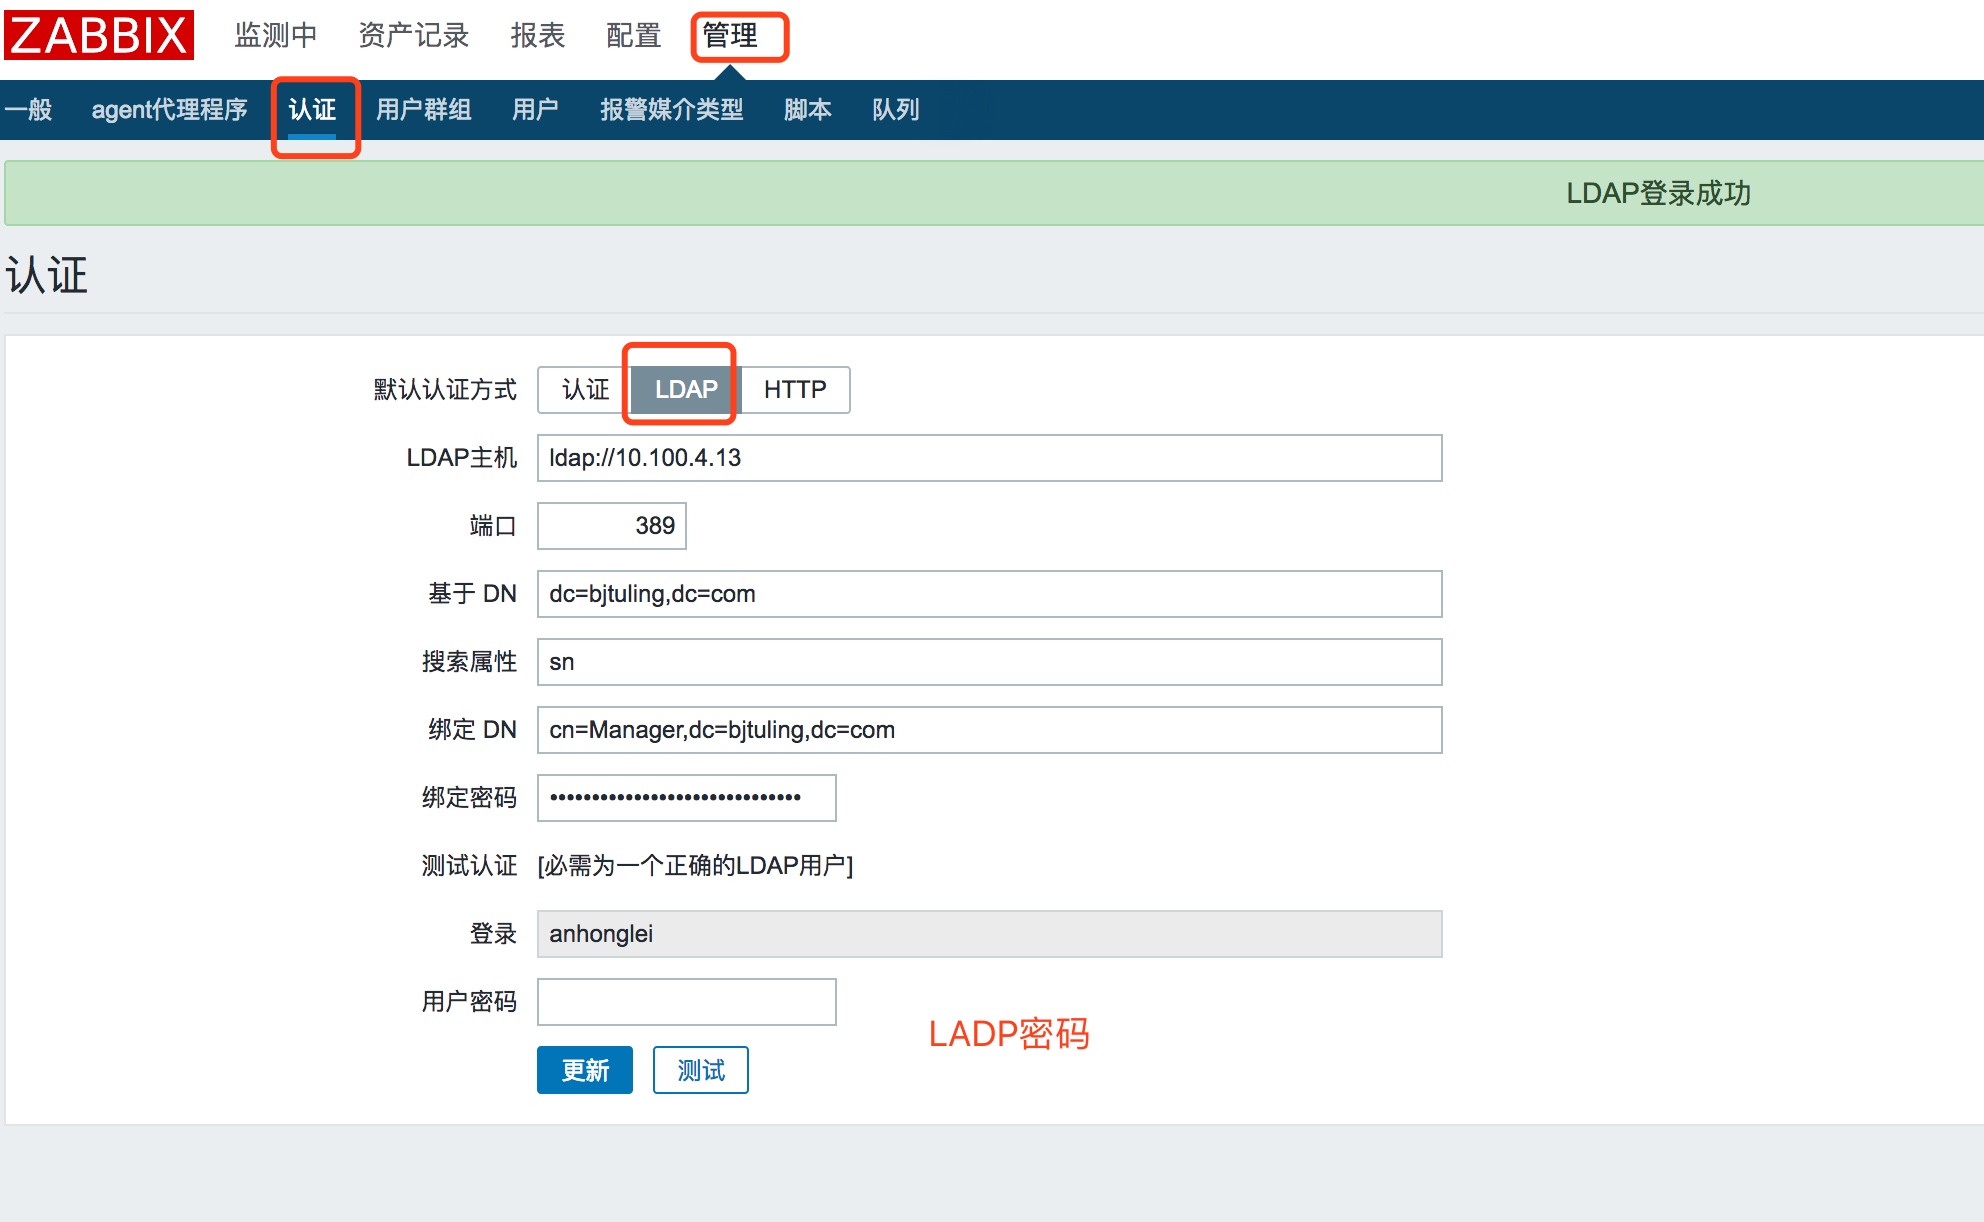 ZABBIX 监测中 资产记录 报表 配置 管理
一般 agent代理程序 认证 用户群组 用户 报警媒介类型 脚本 队列
LDAP登录成功
认证
默认认证方式 认证 LDAP HTTP
LDAP主机 ldap://10.100.4.13
端口 389
基于 DN dc=bjtuling,dc=com
搜索属性 sn
绑定 DN cn=Manager,dc=bjtuling,dc=com
绑定密码 ••••••••••••••••••••••••••••••
测试认证 [必需为一个正确的LDAP用户]
登录 anhonglei
用户密码
LADP密码
更新 测试